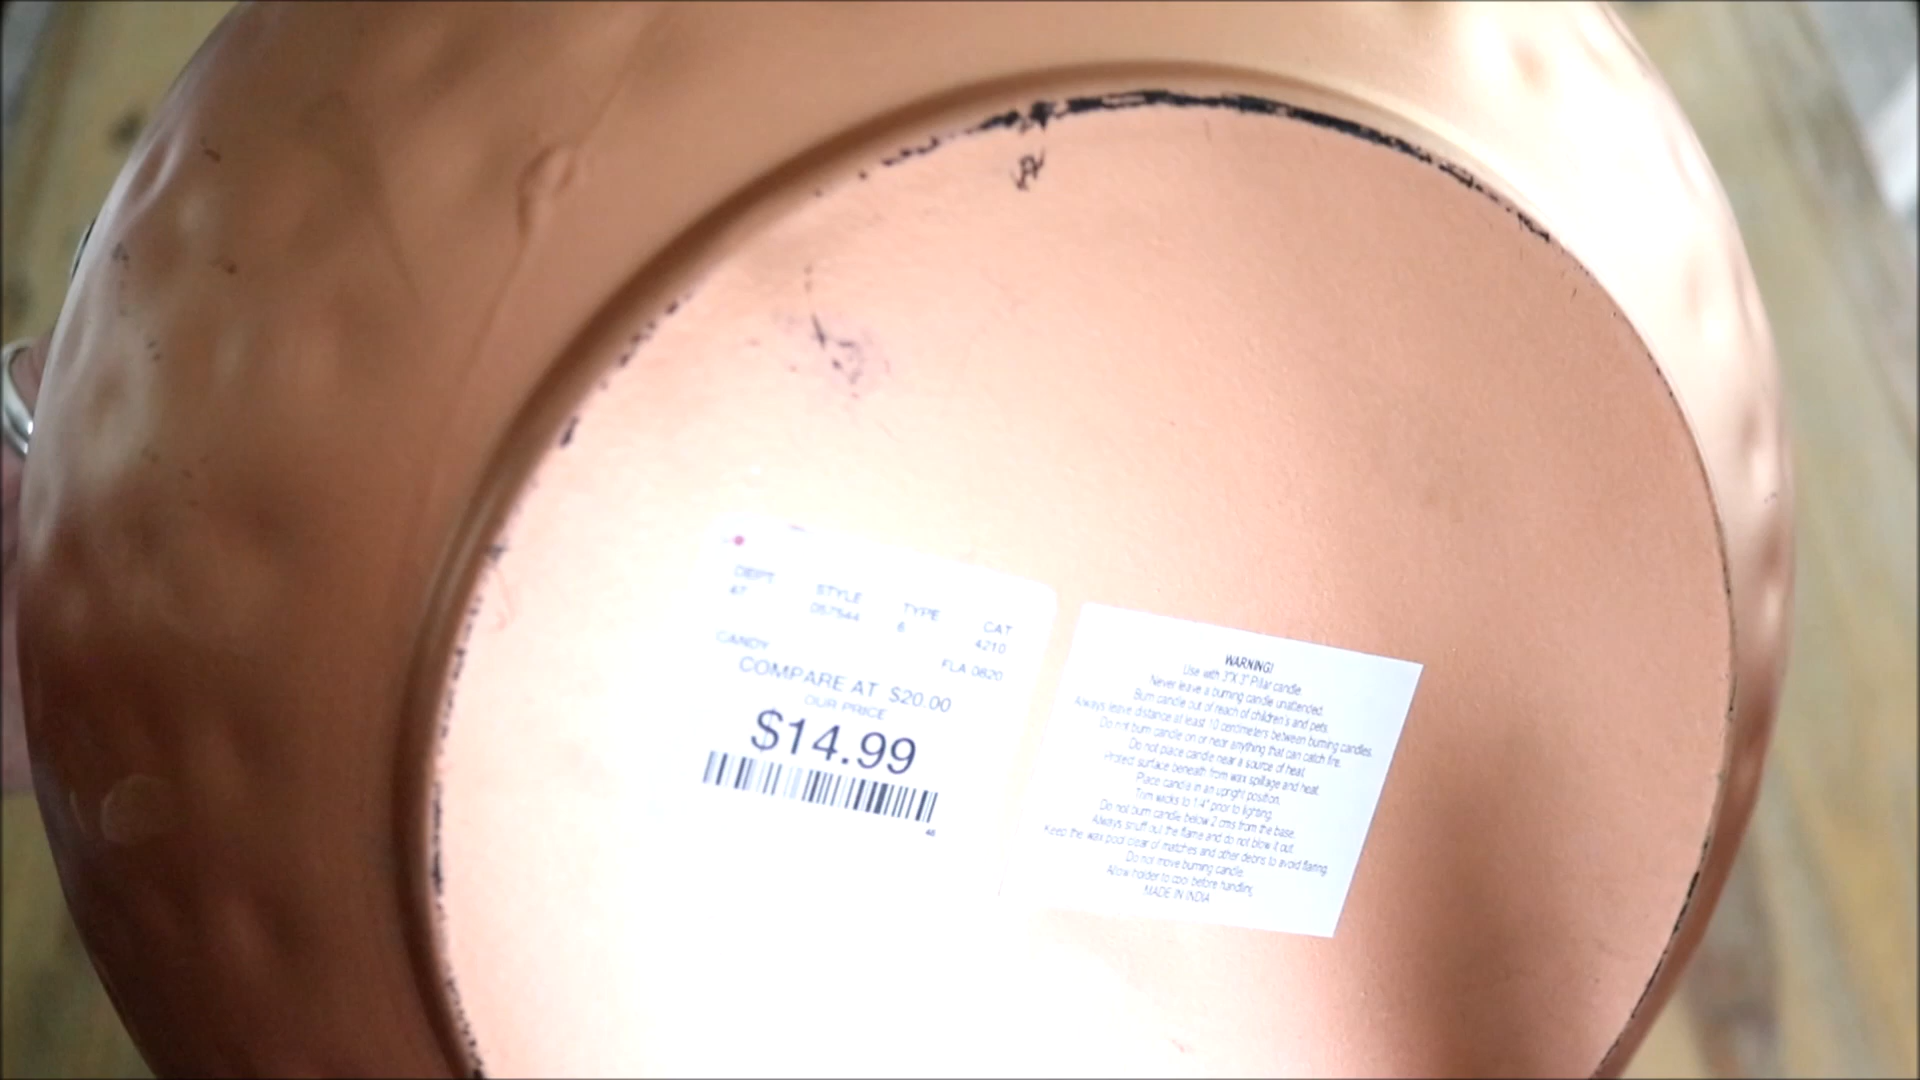 DEPT STYLE TYPE CAT
67 057544 6 4210
CANDY FLA 0820
COMPARE AT $20.00
OUR PRICE
$14.99
46
WARNING!
Use with 3"X 3" Pillar candle.
Never leave a burning candle unattended.
Burn candle out of reach of children's and pets.
Always leave distance at least 10 centimeters between burning candles.
Do not burn candle on or near anything that can catch fire.
Do not place candle near a source of heat.
Protect surface beneath from wax spillage and heat.
Place candle in an upright position.
Trim wicks to 1/4" prior to lighting.
Do not burn candle below 2 cms from the base.
Always snuff out the flame and do not blow it out.
Keep the wax pool clear of matches and other debris to avoid flaring.
Do not move burning candle.
Allow holder to cool before handling.
MADE IN INDIA